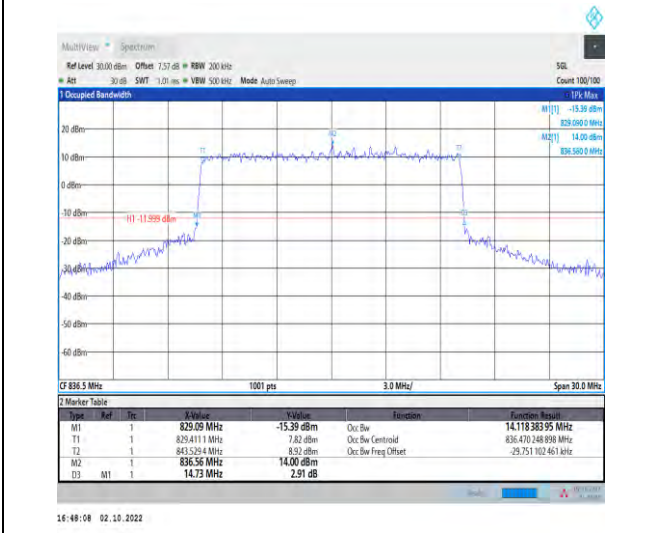 MultiView Spectrum
Ref Level 30.00 dBm Offset 7.57 dB RBW 200 kHz SGL
Att 30 dB SWT 1.01 ms VBW 500 kHz Mode Auto Sweep Count 100/100
1 Occupied Bandwidth 1Pk Max
M1[1] -15.39 dBm
829.090 0 MHz
M2[1] 14.00 dBm
836.560 0 MHz
20 dBm
M2
T1
10 dBm
0 dBm
-10 dBm
H1 -11.999 dBm
M1
-20 dBm
-30 dBm
-40 dBm
-50 dBm
-60 dBm
CF 836.5 MHz 1001 pts 3.0 MHz/ Span 30.0 MHz
2 Marker Table
Type Ref Trc X-Value Y-Value Function Function Result
M1 1 829.09 MHz -15.39 dBm Occ Bw 14.118 383 95 MHz
T1 1 829.411 1 MHz 7.82 dBm Occ Bw Centroid 836.470 248 898 MHz
T2 1 843.529 4 MHz 8.92 dBm Occ Bw Freq Offset -29.751 102 461 kHz
M2 1 836.56 MHz 14.00 dBm
D3 M1 1 14.73 MHz 2.91 dB
16:48:08 02.10.2022